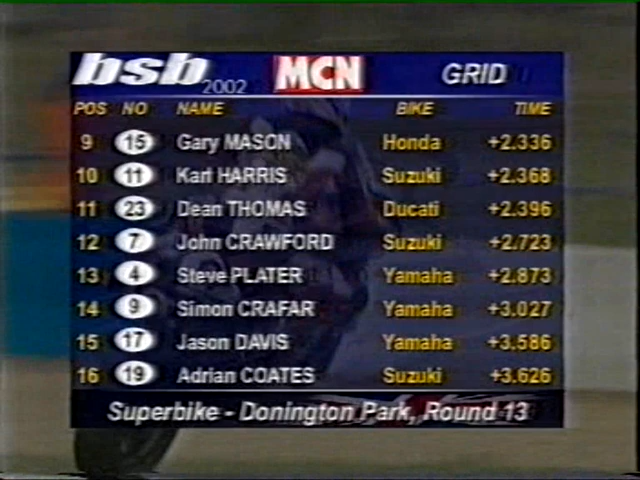 bsb 2002 MCN GRID
POS NO NAME BIKE TIME
9 15 Gary MASON Honda +2.336
10 11 Karl HARRIS Suzuki +2.368
11 23 Dean THOMAS Ducati +2.396
12 7 John CRAWFORD Suzuki +2.723
13 4 Steve PLATER Yamaha +2.873
14 9 Simon CRAFAR Yamaha +3.027
15 17 Jason DAVIS Yamaha +3.586
16 19 Adrian COATES Suzuki +3.626
Superbike - Donington Park, Round 13